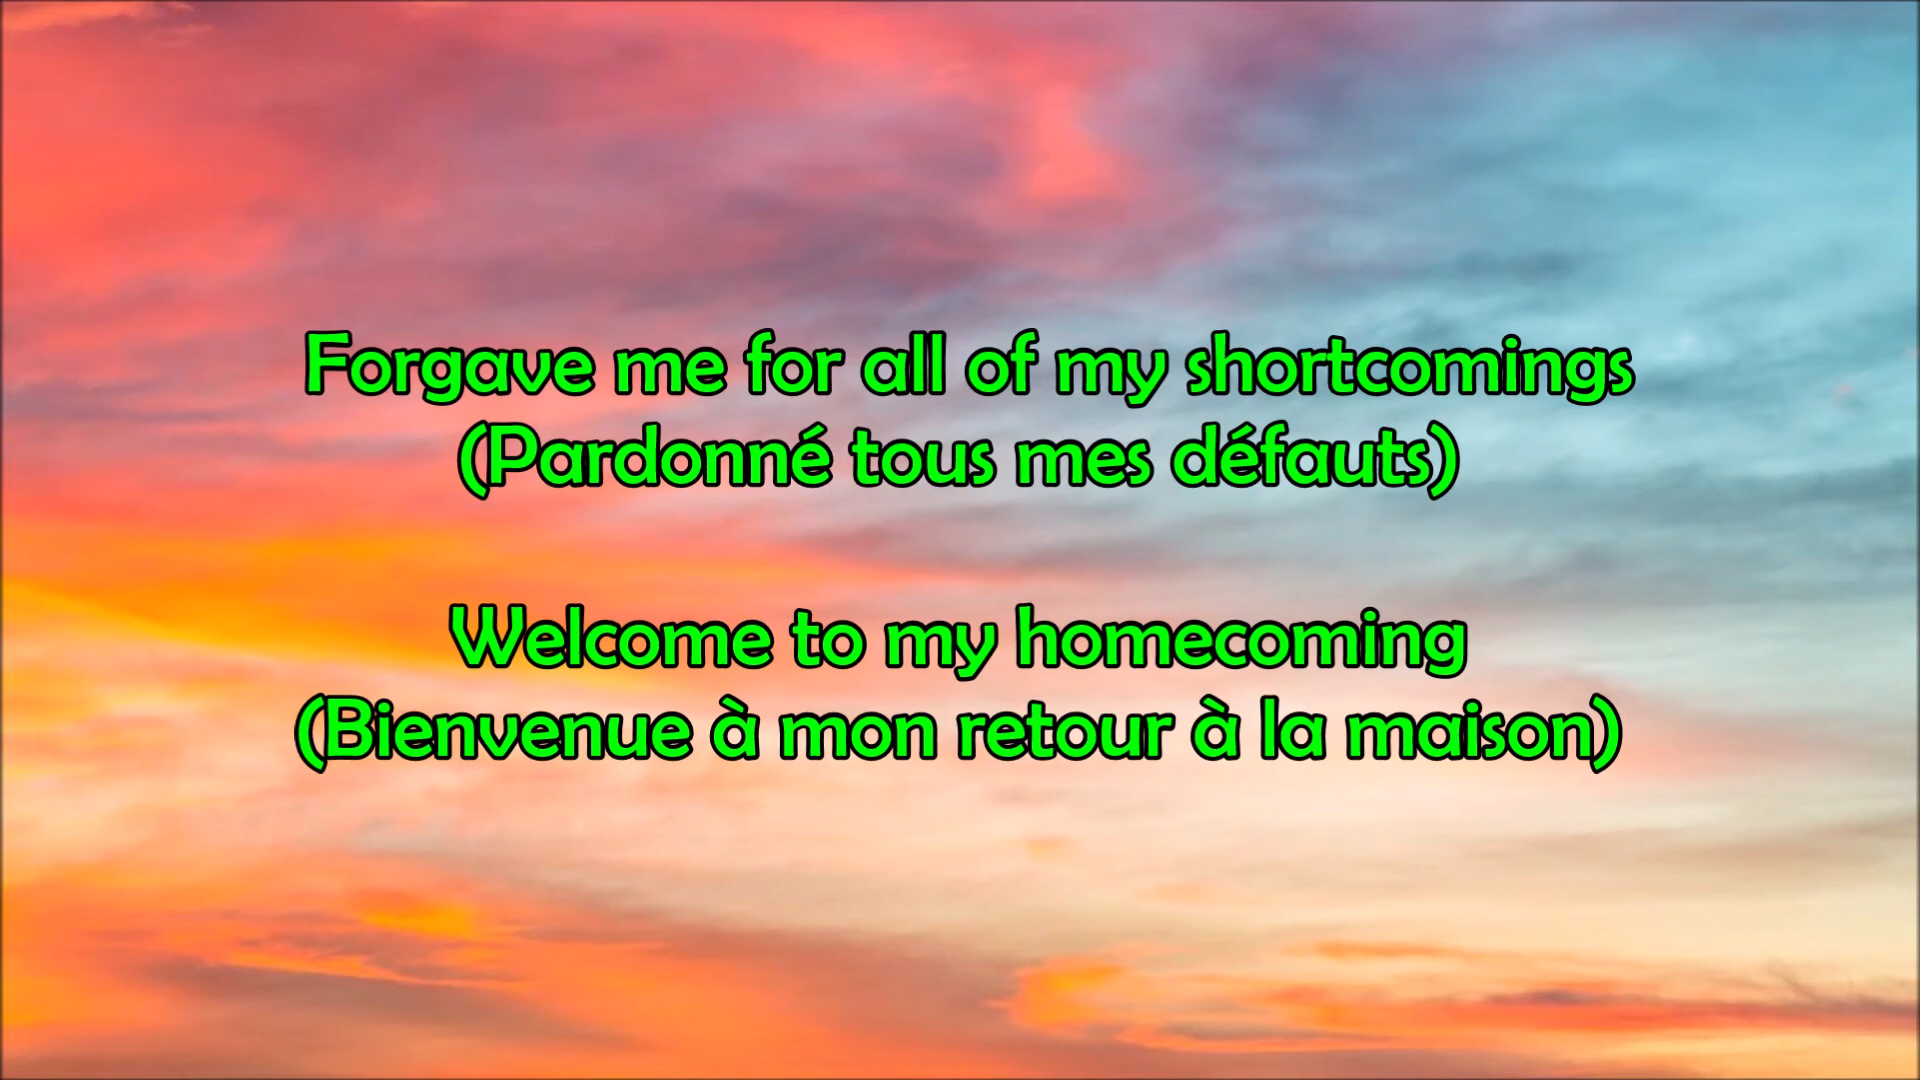 Forgave me for all of my shortcomings
(Pardonné tous mes défauts)
Welcome to my homecoming
(Bienvenue à mon retour à la maison)